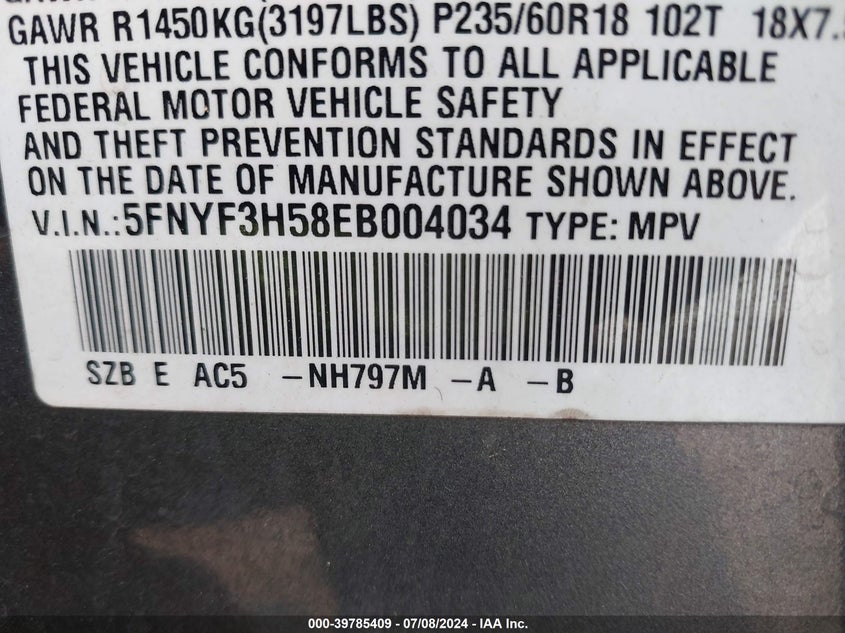 GAWR R1450KG(3197LBS) P235/60R18 102T 18X7.
THIS VEHICLE CONFORMS TO ALL APPLICABLE
FEDERAL MOTOR VEHICLE SAFETY
AND THEFT PREVENTION STANDARDS IN EFFECT
ON THE DATE OF MANUFACTURE SHOWN ABOVE.
V.I.N.:5FNYF3H58EB004034 TYPE: MPV
SZB E AC5 -NH797M -A -B
000-39785409 / 07/08/2024 - IAA Inc.